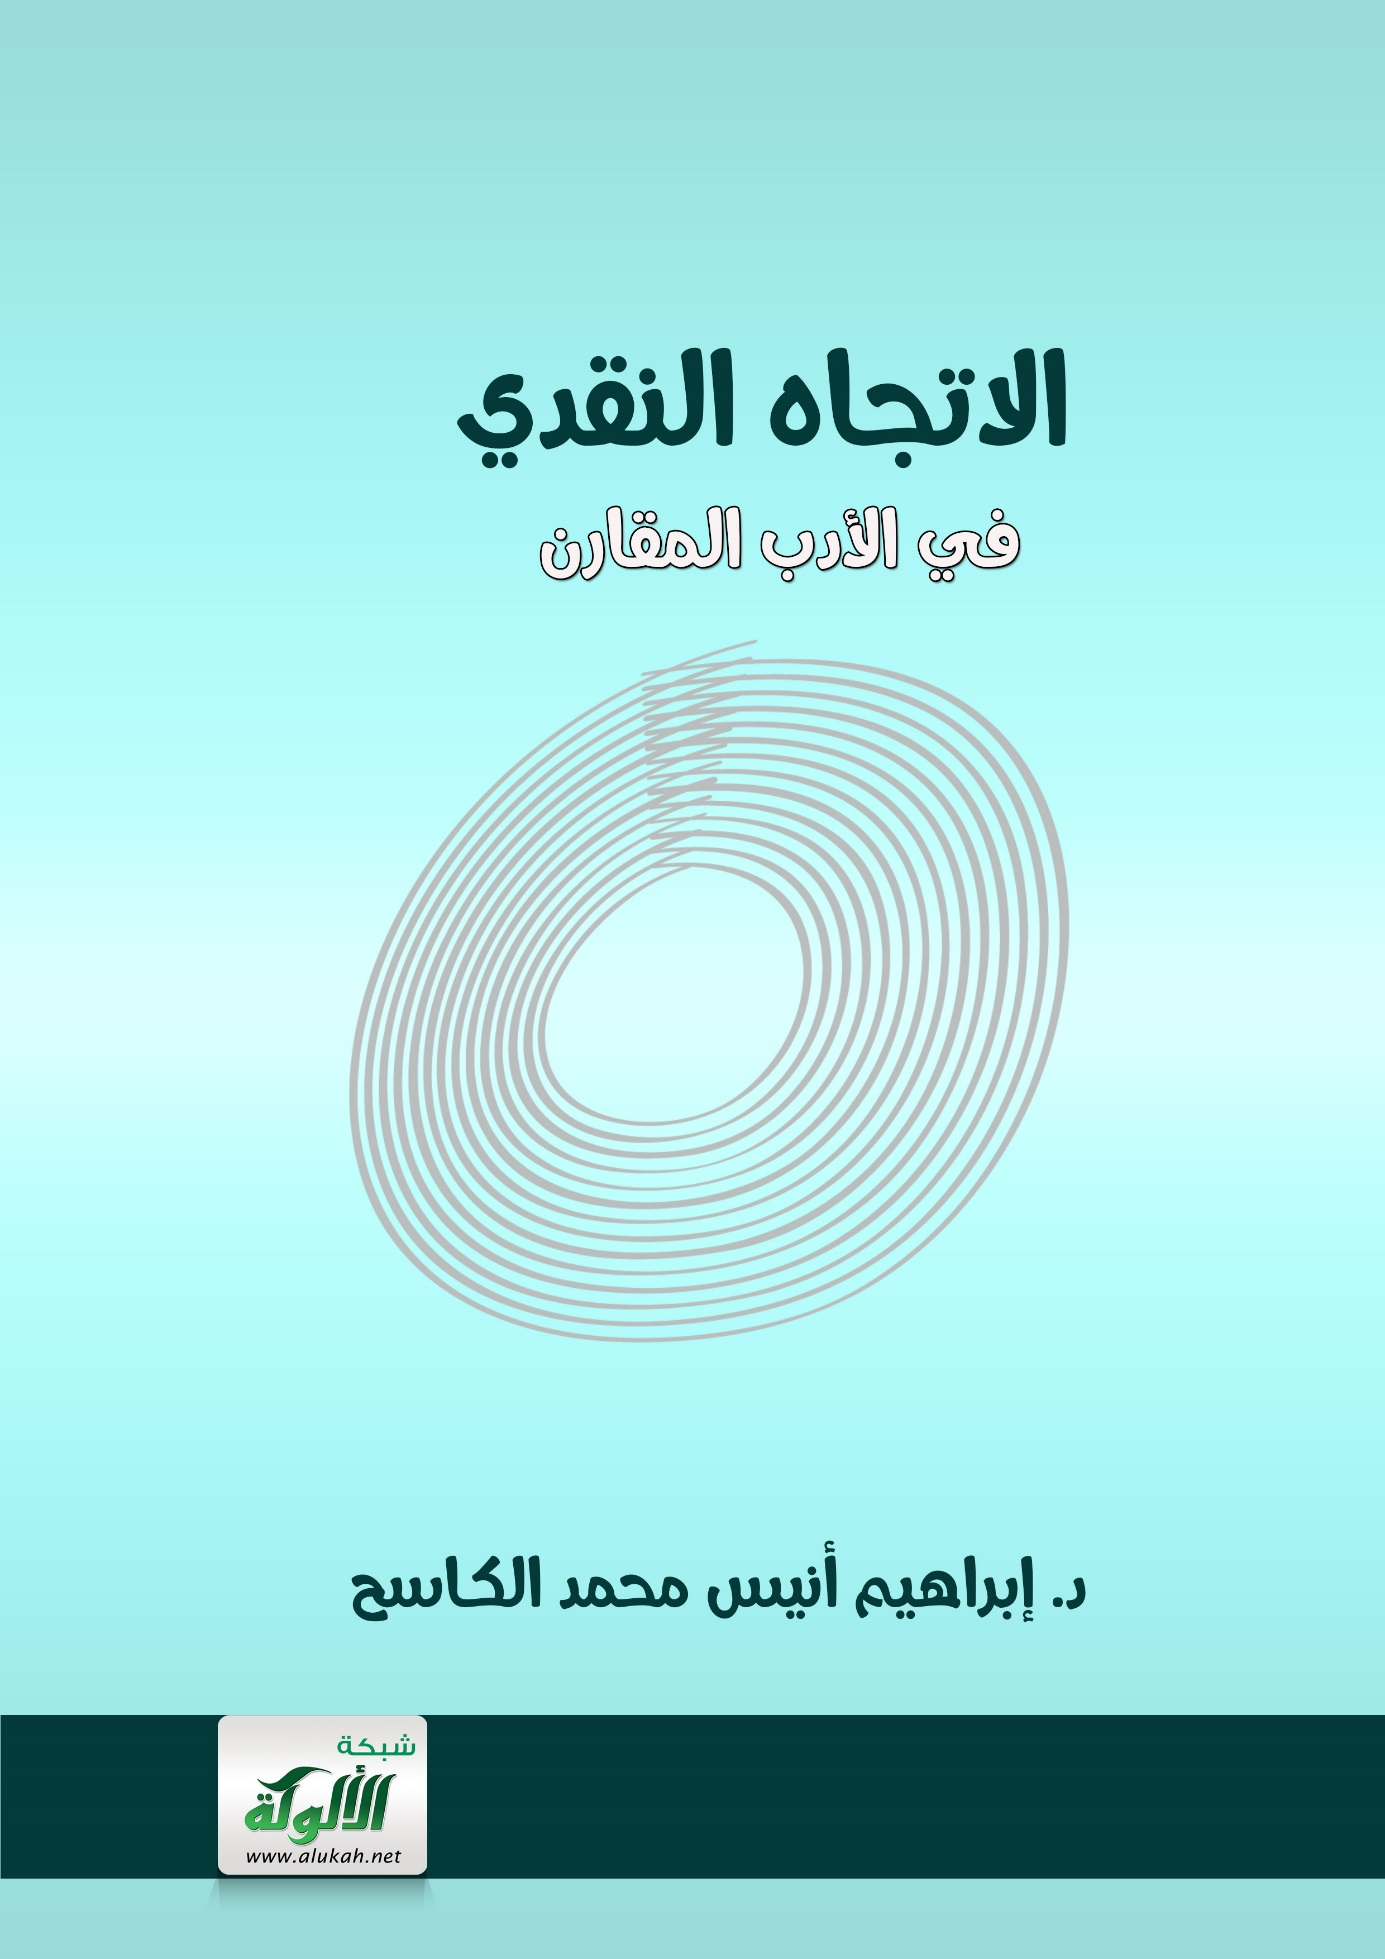 الاتجاه النقدي
في الأدب المقارن
د. إبراهيم أنيس محمد الكاسح
شبكة
الألوكة
www.alukah.net